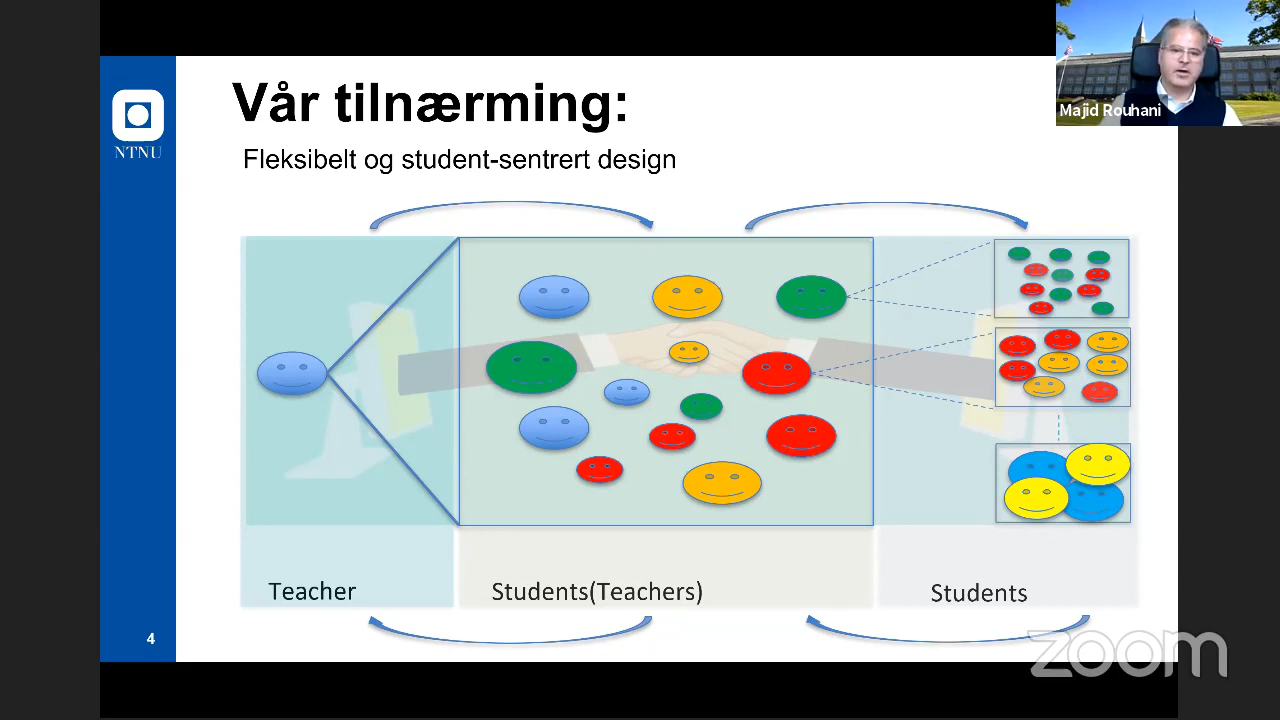 Vår tilnærming:
Fleksibelt og student-sentrert design
NTNU
Majid Rouhani
Teacher
Students(Teachers)
Students
4
zoom